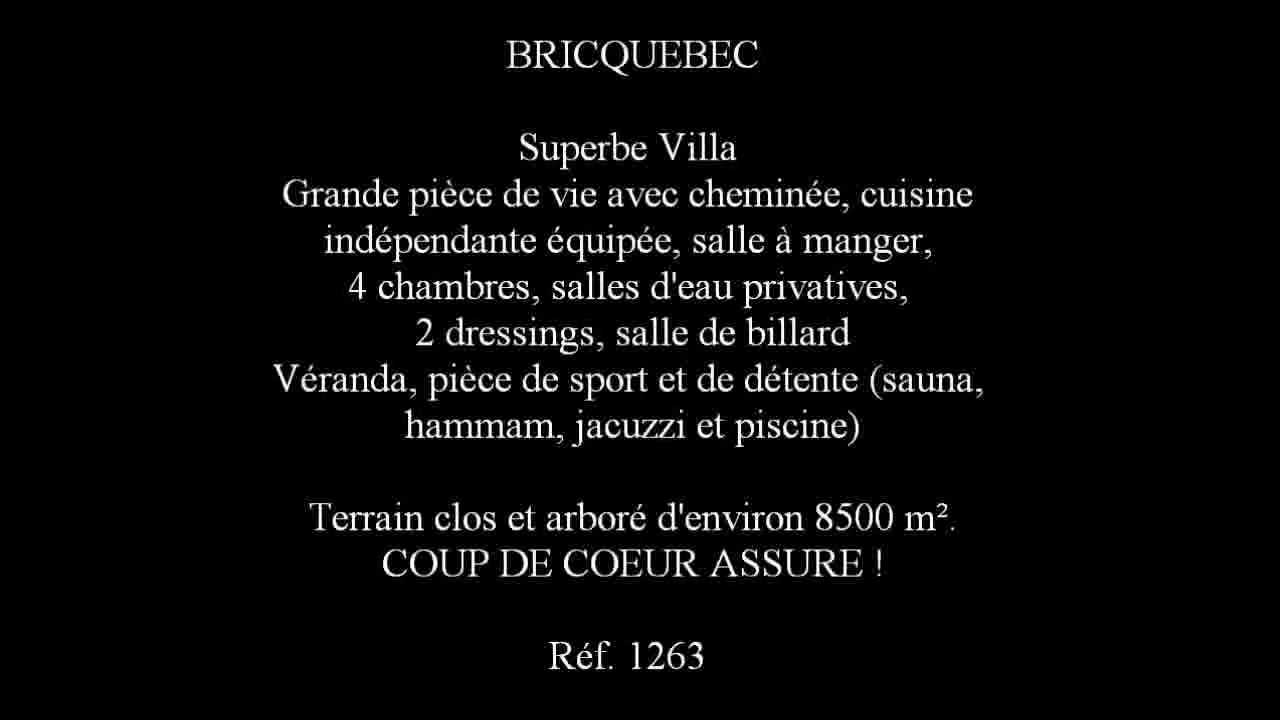 BRICQUEBEC
Superbe Villa
Grande pièce de vie avec cheminée, cuisine
indépendante équipée, salle à manger,
4 chambres, salles d'eau privatives,
2 dressings, salle de billard
Véranda, pièce de sport et de détente (sauna,
hammam, jacuzzi et piscine)
Terrain clos et arboré d'environ 8500 m².
COUP DE COEUR ASSURE !
Réf. 1263